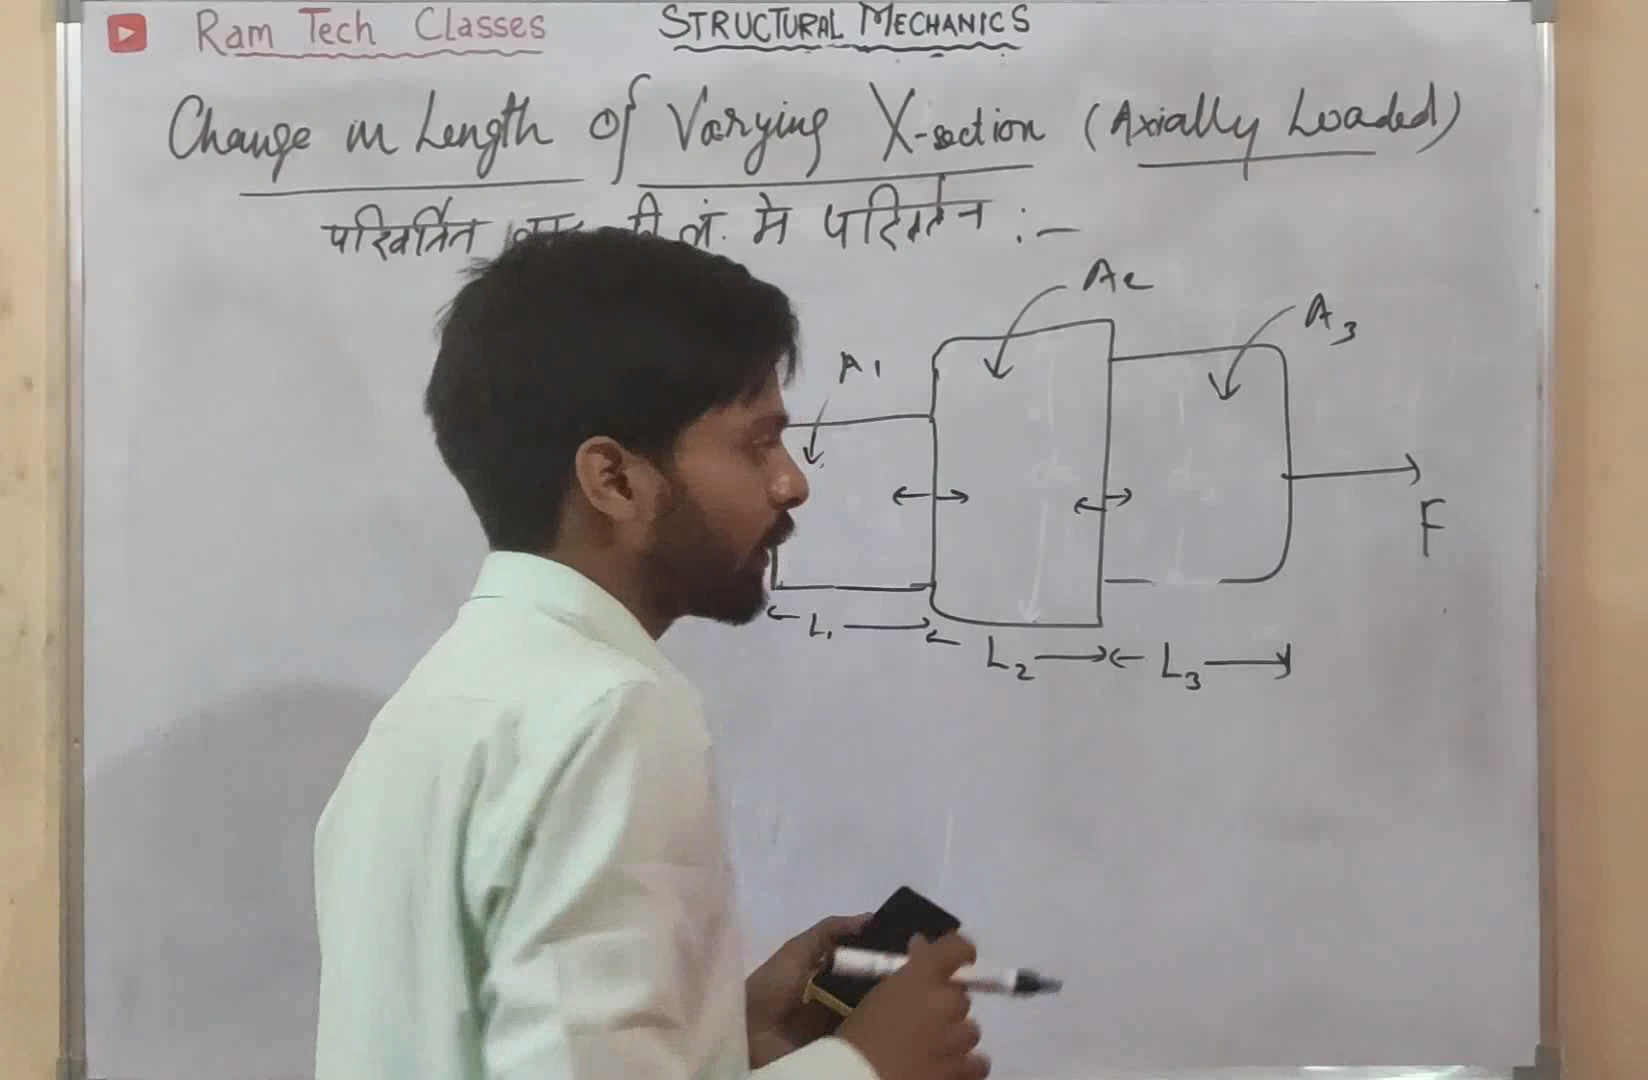 Ram Tech Classes
STRUCTURAL MECHANICS
Change in Length of Varying X-section (Axially Loaded)
परिवर्तित की लं. में परिवर्तन :-
A2
A3
A1
F
L1
L2
L3